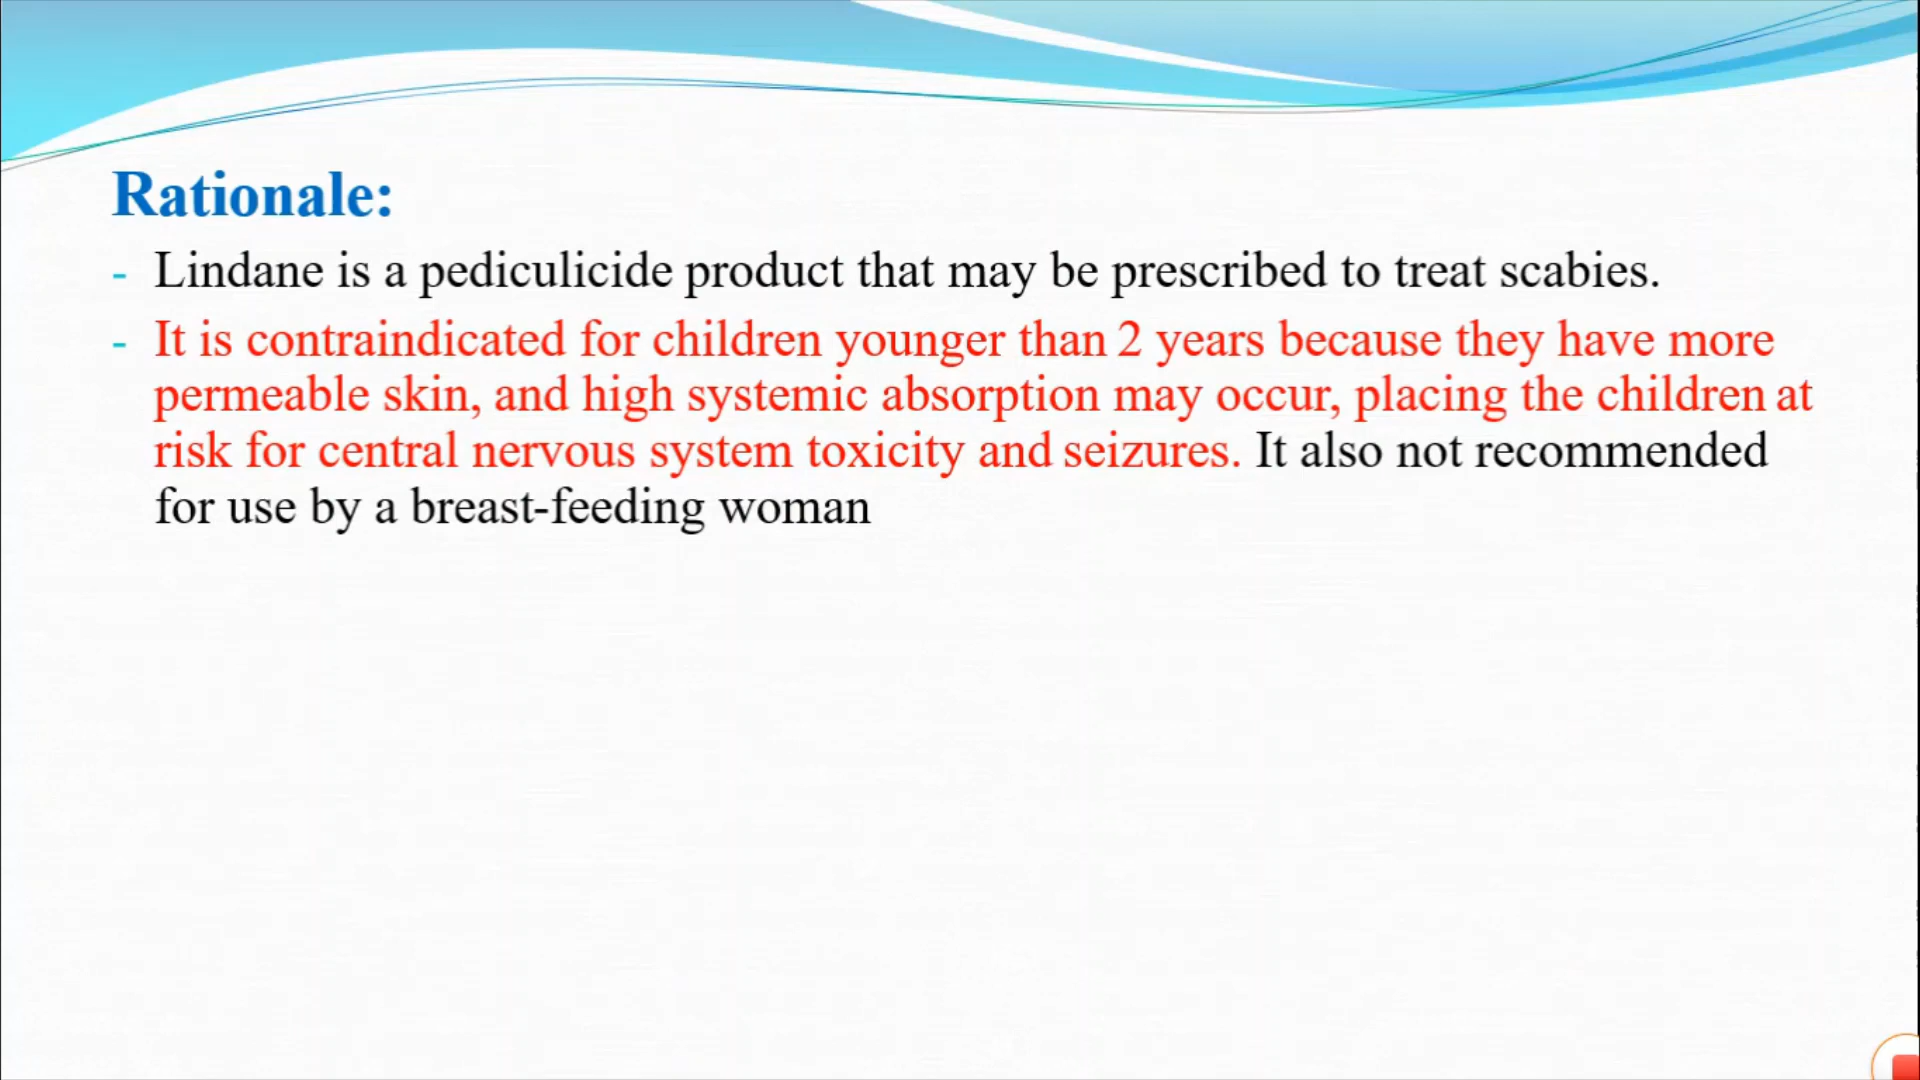 Rationale:
- Lindane is a pediculicide product that may be prescribed to treat scabies.
- It is contraindicated for children younger than 2 years because they have more
permeable skin, and high systemic absorption may occur, placing the children at
risk for central nervous system toxicity and seizures. It also not recommended
for use by a breast-feeding woman